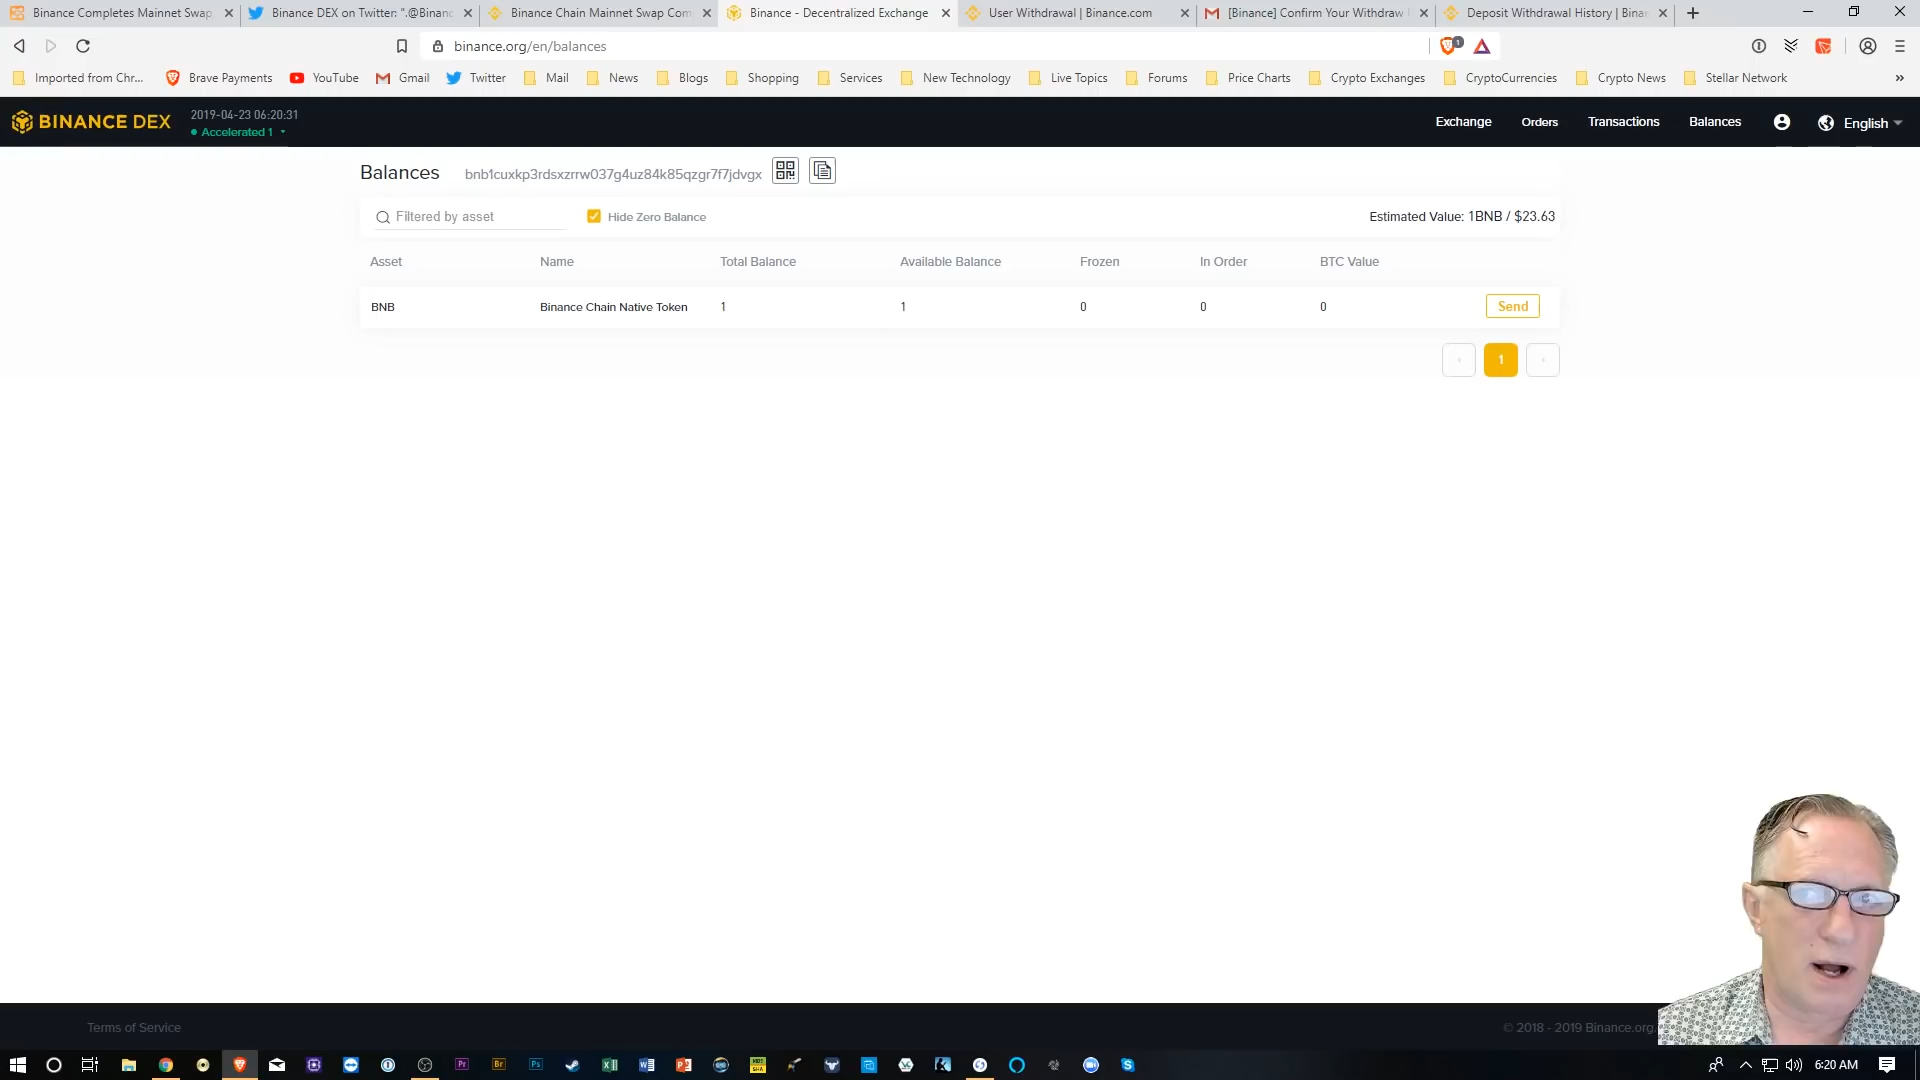 Binance Completes Mainnet Swap
Binance DEX on Twitter: ".@Binanc
Binance Chain Mainnet Swap Com
Binance - Decentralized Exchange
User Withdrawal | Binance.com
[Binance] Confirm Your Withdraw
Deposit Withdrawal History | Binan
binance.org/en/balances
1
Imported from Chr...
Brave Payments
YouTube
Gmail
Twitter
Mail
News
Blogs
Shopping
Services
New Technology
Live Topics
Forums
Price Charts
Crypto Exchanges
CryptoCurrencies
Crypto News
Stellar Network
»
BINANCE DEX
2019-04-23 06:20:31
Accelerated 1
Exchange
Orders
Transactions
Balances
English
Balances
bnb1cuxkp3rdsxzrrw037g4uz84k85qzgr7f7jdvgx
Filtered by asset
Hide Zero Balance
Estimated Value: 1BNB / $23.63
Asset Name Total Balance Available Balance Frozen In Order BTC Value
BNB Binance Chain Native Token 1 1 0 0 0 Send
1
Terms of Service
© 2018 - 2019 Binance.org.
6:20 AM